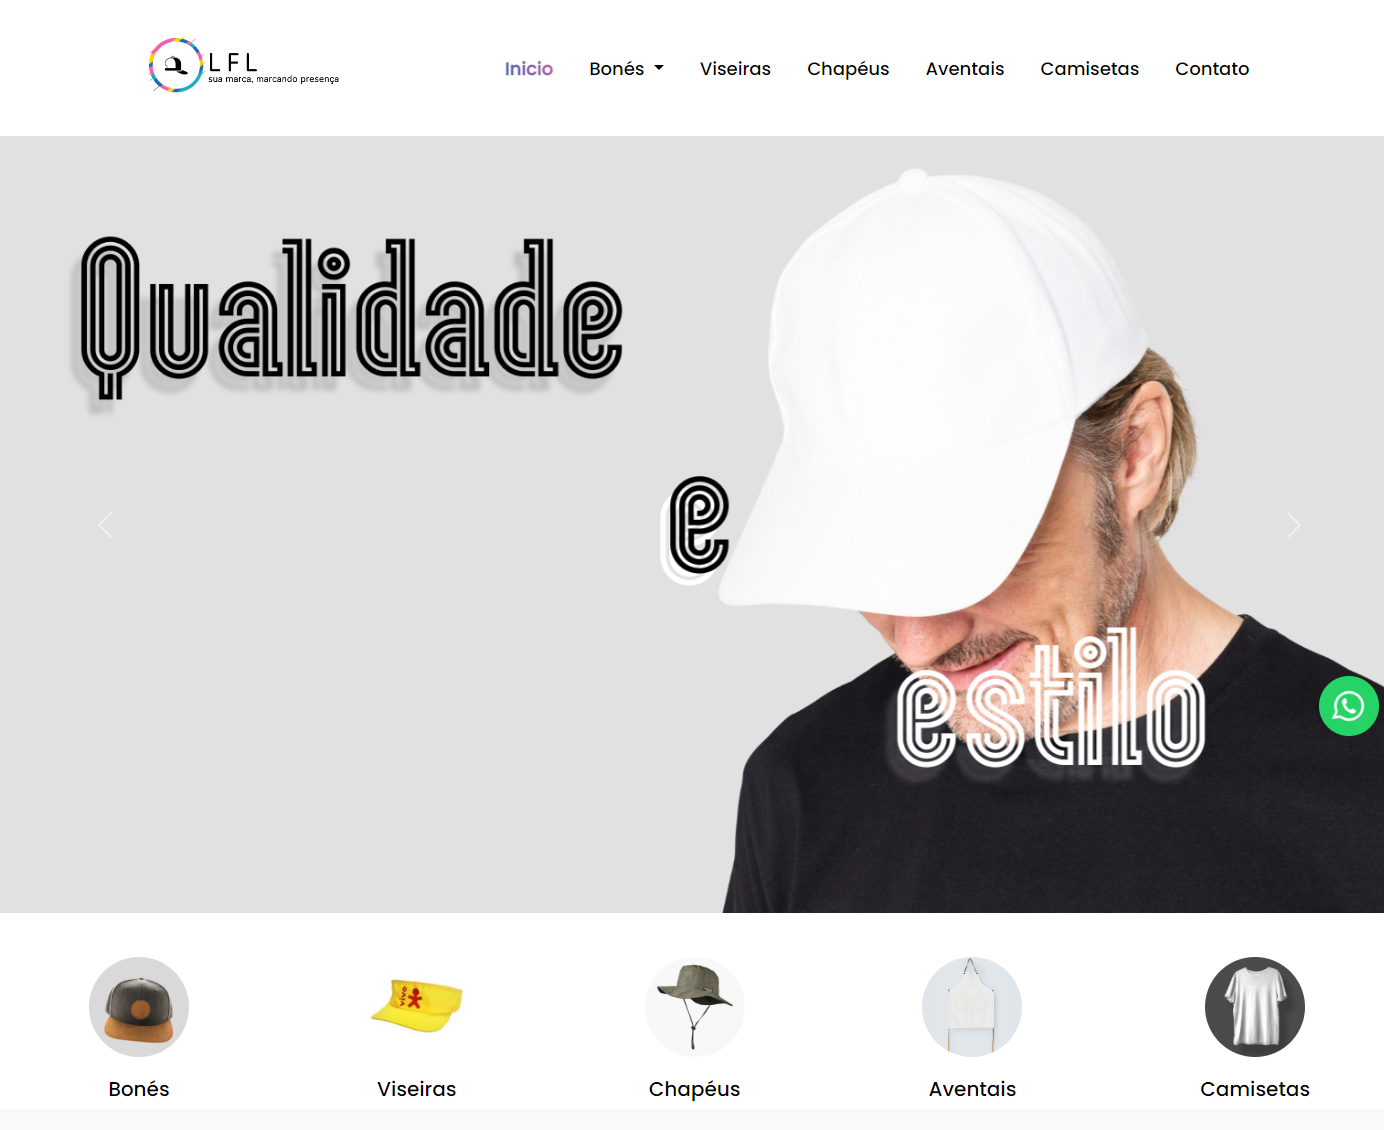 LFL
sua marca, marcando presença
Inicio
Bonés
Viseiras
Chapéus
Aventais
Camisetas
Contato
Qualidade
e
estilo
vivo
Bonés
Viseiras
Chapéus
Aventais
Camisetas